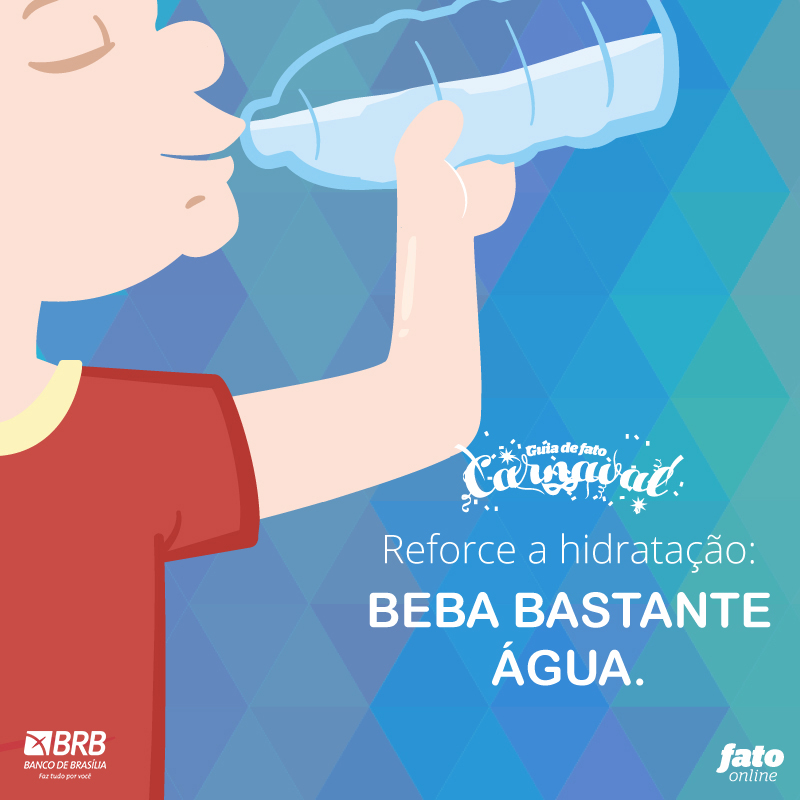 Guia de fato
Carnaval
Reforce a hidratação:
BEBA BASTANTE
ÁGUA.
BRB
BANCO DE BRASÍLIA
Faz tudo por você
fato
online